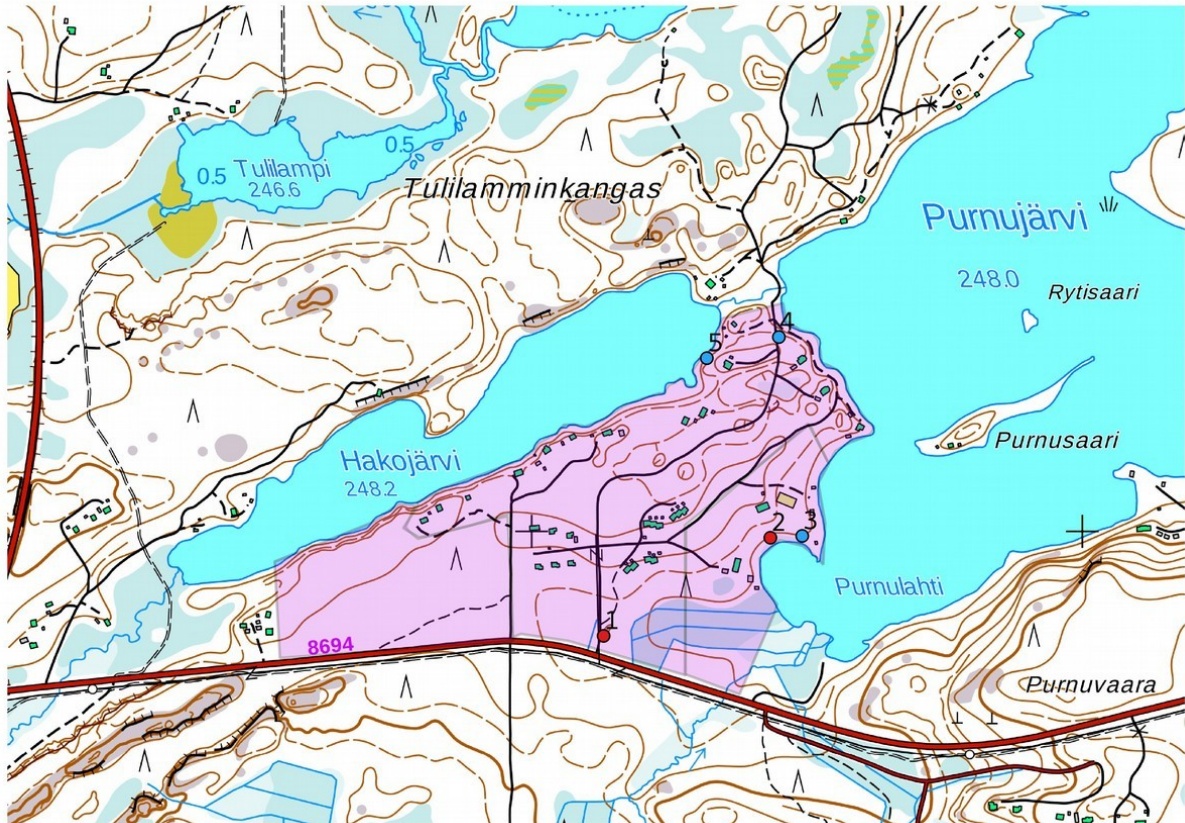 0.5
0.5
Tulilampi
246.6
Tulilamminkangas
Purnujärvi
248.0
Rytisaari
4
5
Purnusaari
Hakojärvi
248.2
2
3
Purnulahti
1
8694
Purnuvaara